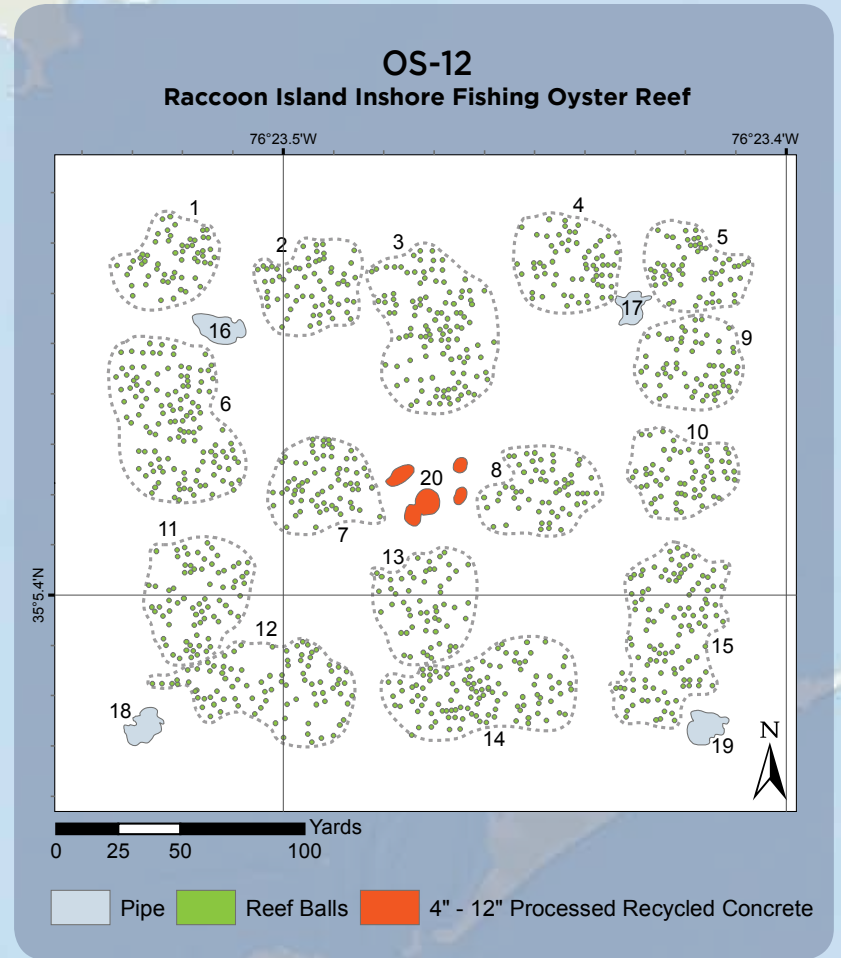 OS-12
Raccoon Island Inshore Fishing Oyster Reef
76°23.5'W
76°23.4'W
1
2
3
4
5
16
17
9
6
7
20
8
10
35°5.4'N
11
12
13
15
18
14
19
N
Yards
0 25 50 100
Pipe
Reef Balls
4" - 12" Processed Recycled Concrete